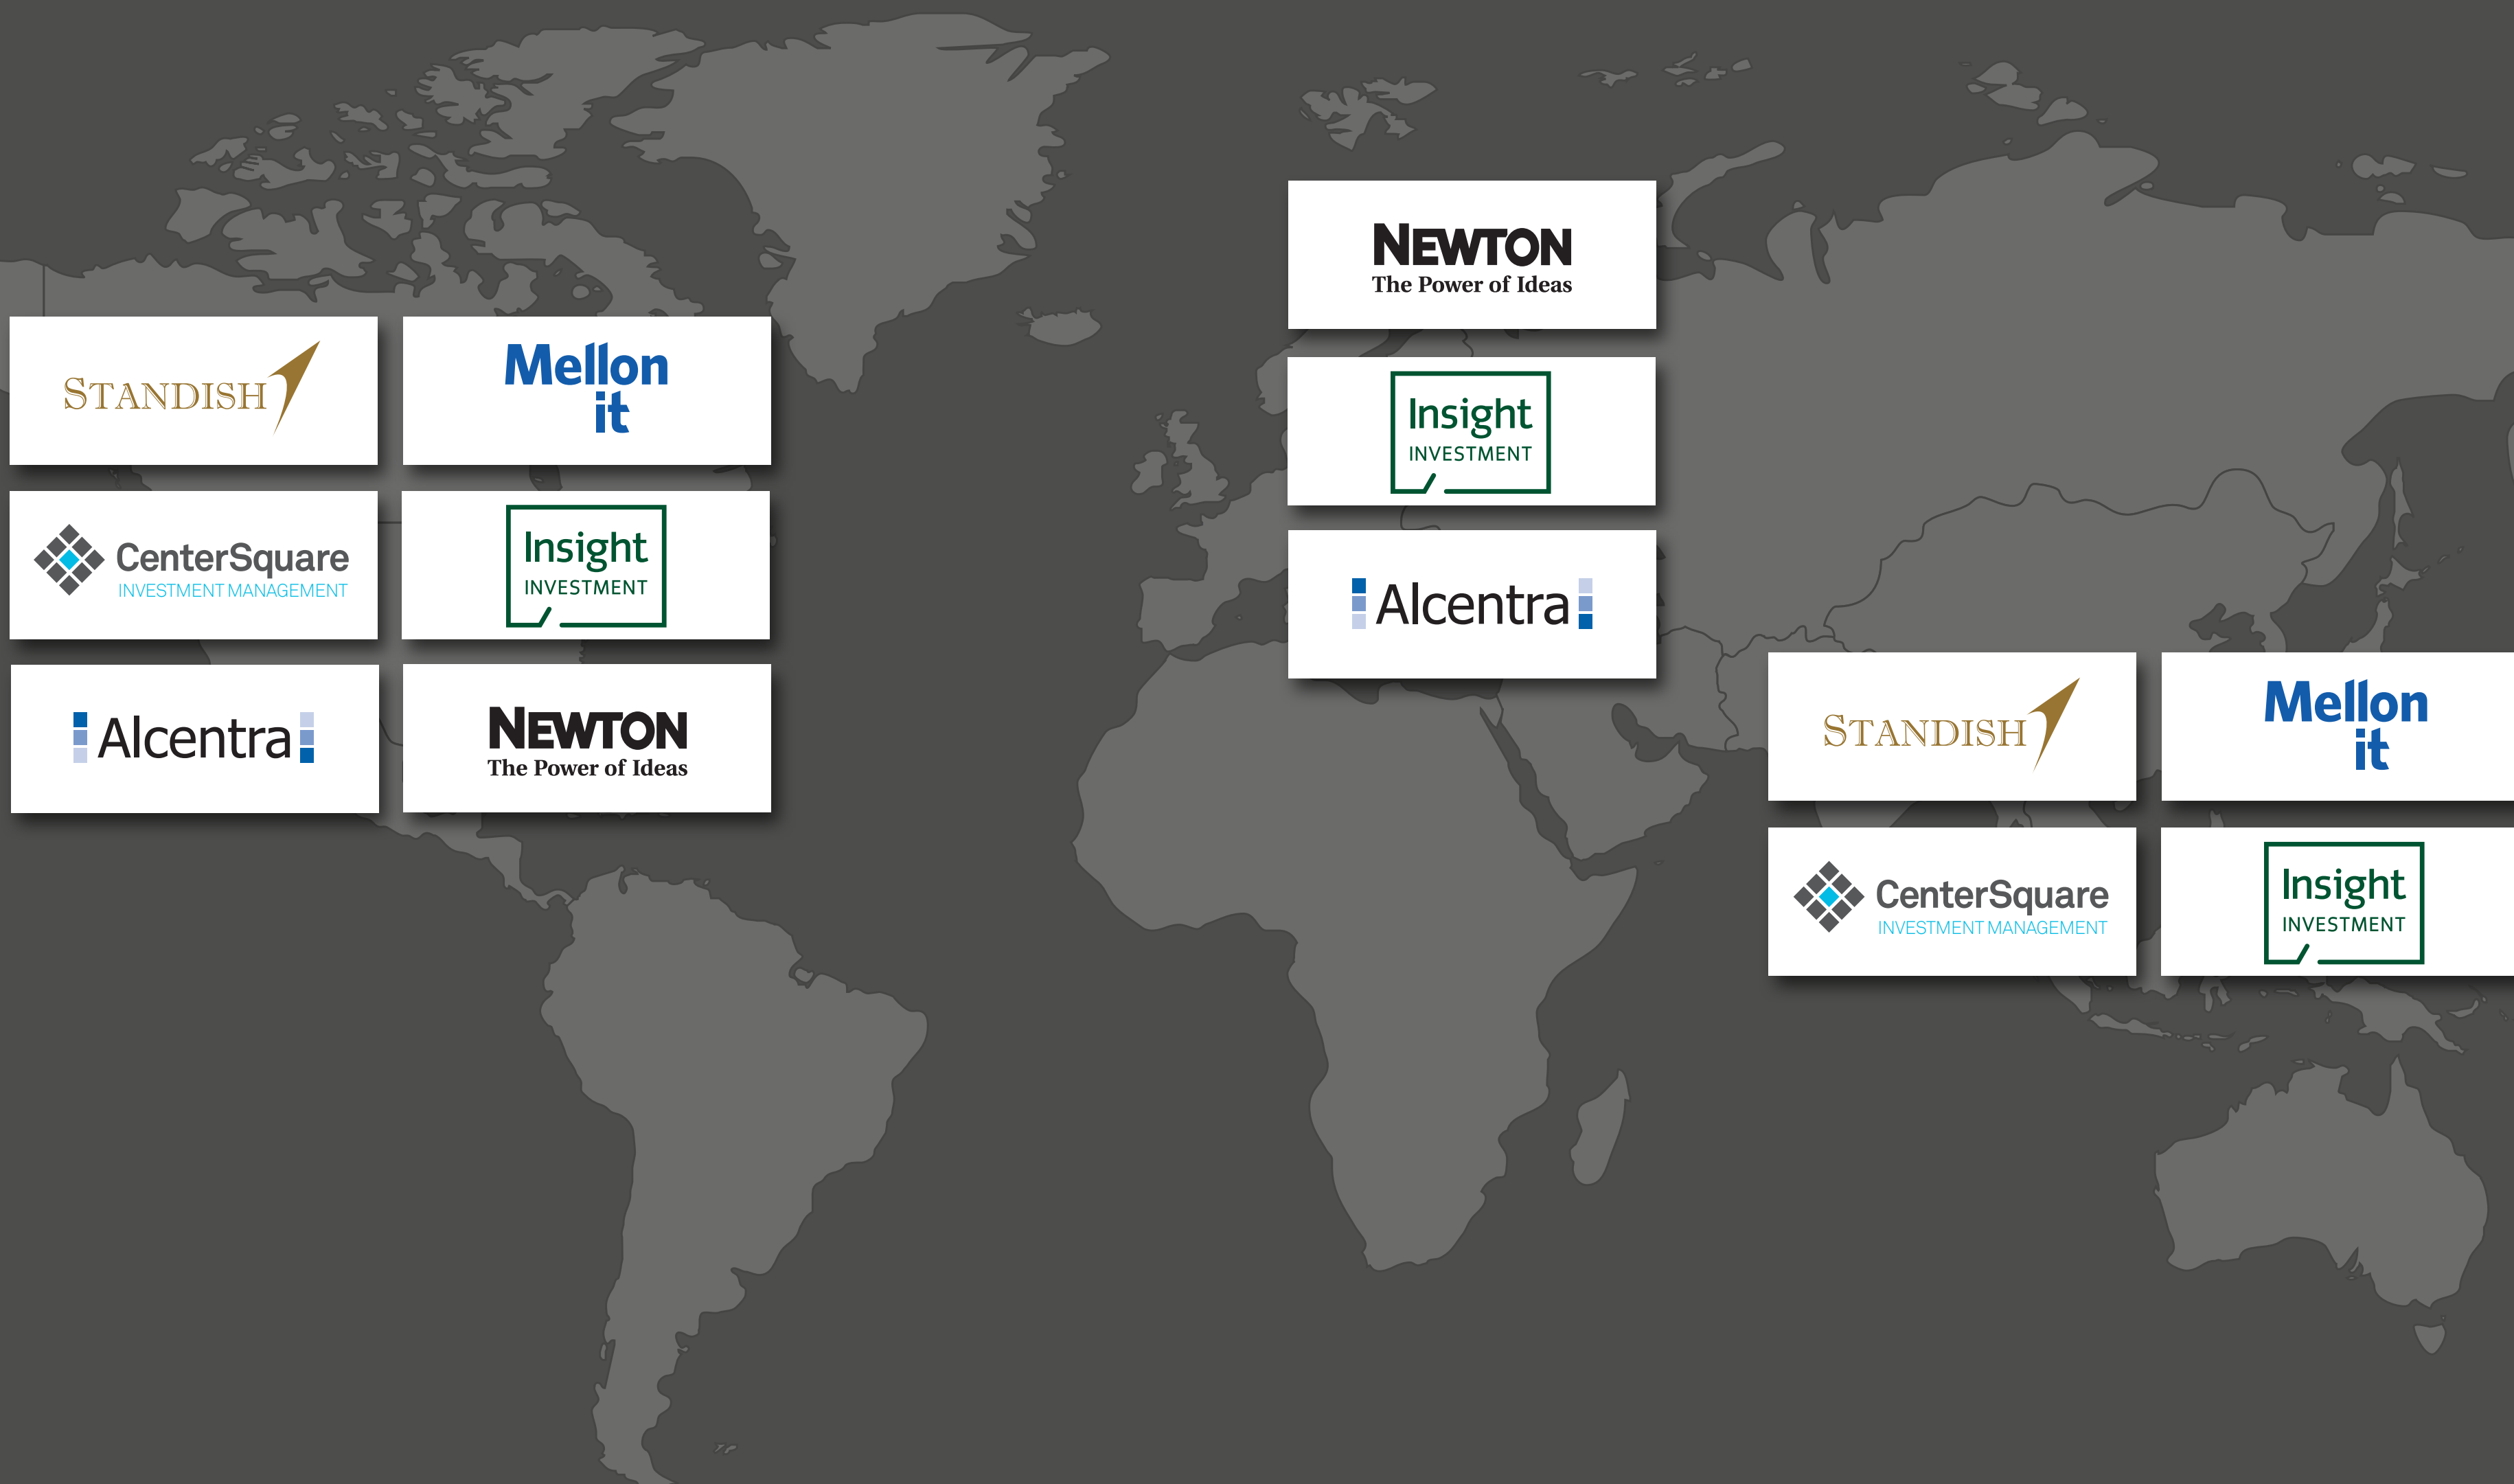 STANDISH
Mellon
it
CenterSquare
INVESTMENT MANAGEMENT
Insight
INVESTMENT
Alcentra
NEWTON
The Power of Ideas
NEWTON
The Power of Ideas
Insight
INVESTMENT
Alcentra
STANDISH
Mellon
it
CenterSquare
INVESTMENT MANAGEMENT
Insight
INVESTMENT